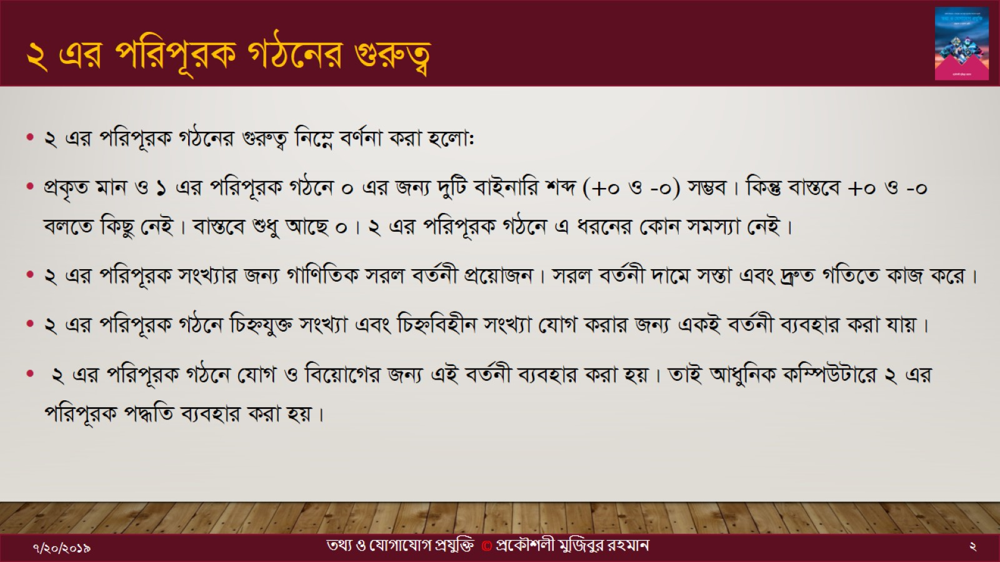 ২ এর পরিপূরক গঠনের গুরুত্ব
২ এর পরিপূরক গঠনের গুরুত্ব নিম্নে বর্ণনা করা হলো:
প্রকৃত মান ও ১ এর পরিপূরক গঠনে ০ এর জন্য দুটি বাইনারি শব্দ (+০ ও -০) সম্ভব। কিন্তু বাস্তবে +০ ও -০
বলতে কিছু নেই। বাস্তবে শুধু আছে ০। ২ এর পরিপূরক গঠনে এ ধরনের কোন সমস্যা নেই।
২ এর পরিপূরক সংখ্যার জন্য গাণিতিক সরল বর্তনী প্রয়োজন। সরল বর্তনী দামে সস্তা এবং দ্রুত গতিতে কাজ করে।
২ এর পরিপূরক গঠনে চিহ্নযুক্ত সংখ্যা এবং চিহ্নবিহীন সংখ্যা যোগ করার জন্য একই বর্তনী ব্যবহার করা যায়।
২ এর পরিপূরক গঠনে যোগ ও বিয়োগের জন্য এই বর্তনী ব্যবহার করা হয়। তাই আধুনিক কম্পিউটারে ২ এর
পরিপূরক পদ্ধতি ব্যবহার করা হয়।
৭/২০/২০১৯
তথ্য ও যোগাযোগ প্রযুক্তি © প্রকৌশলী মুজিবুর রহমান
২